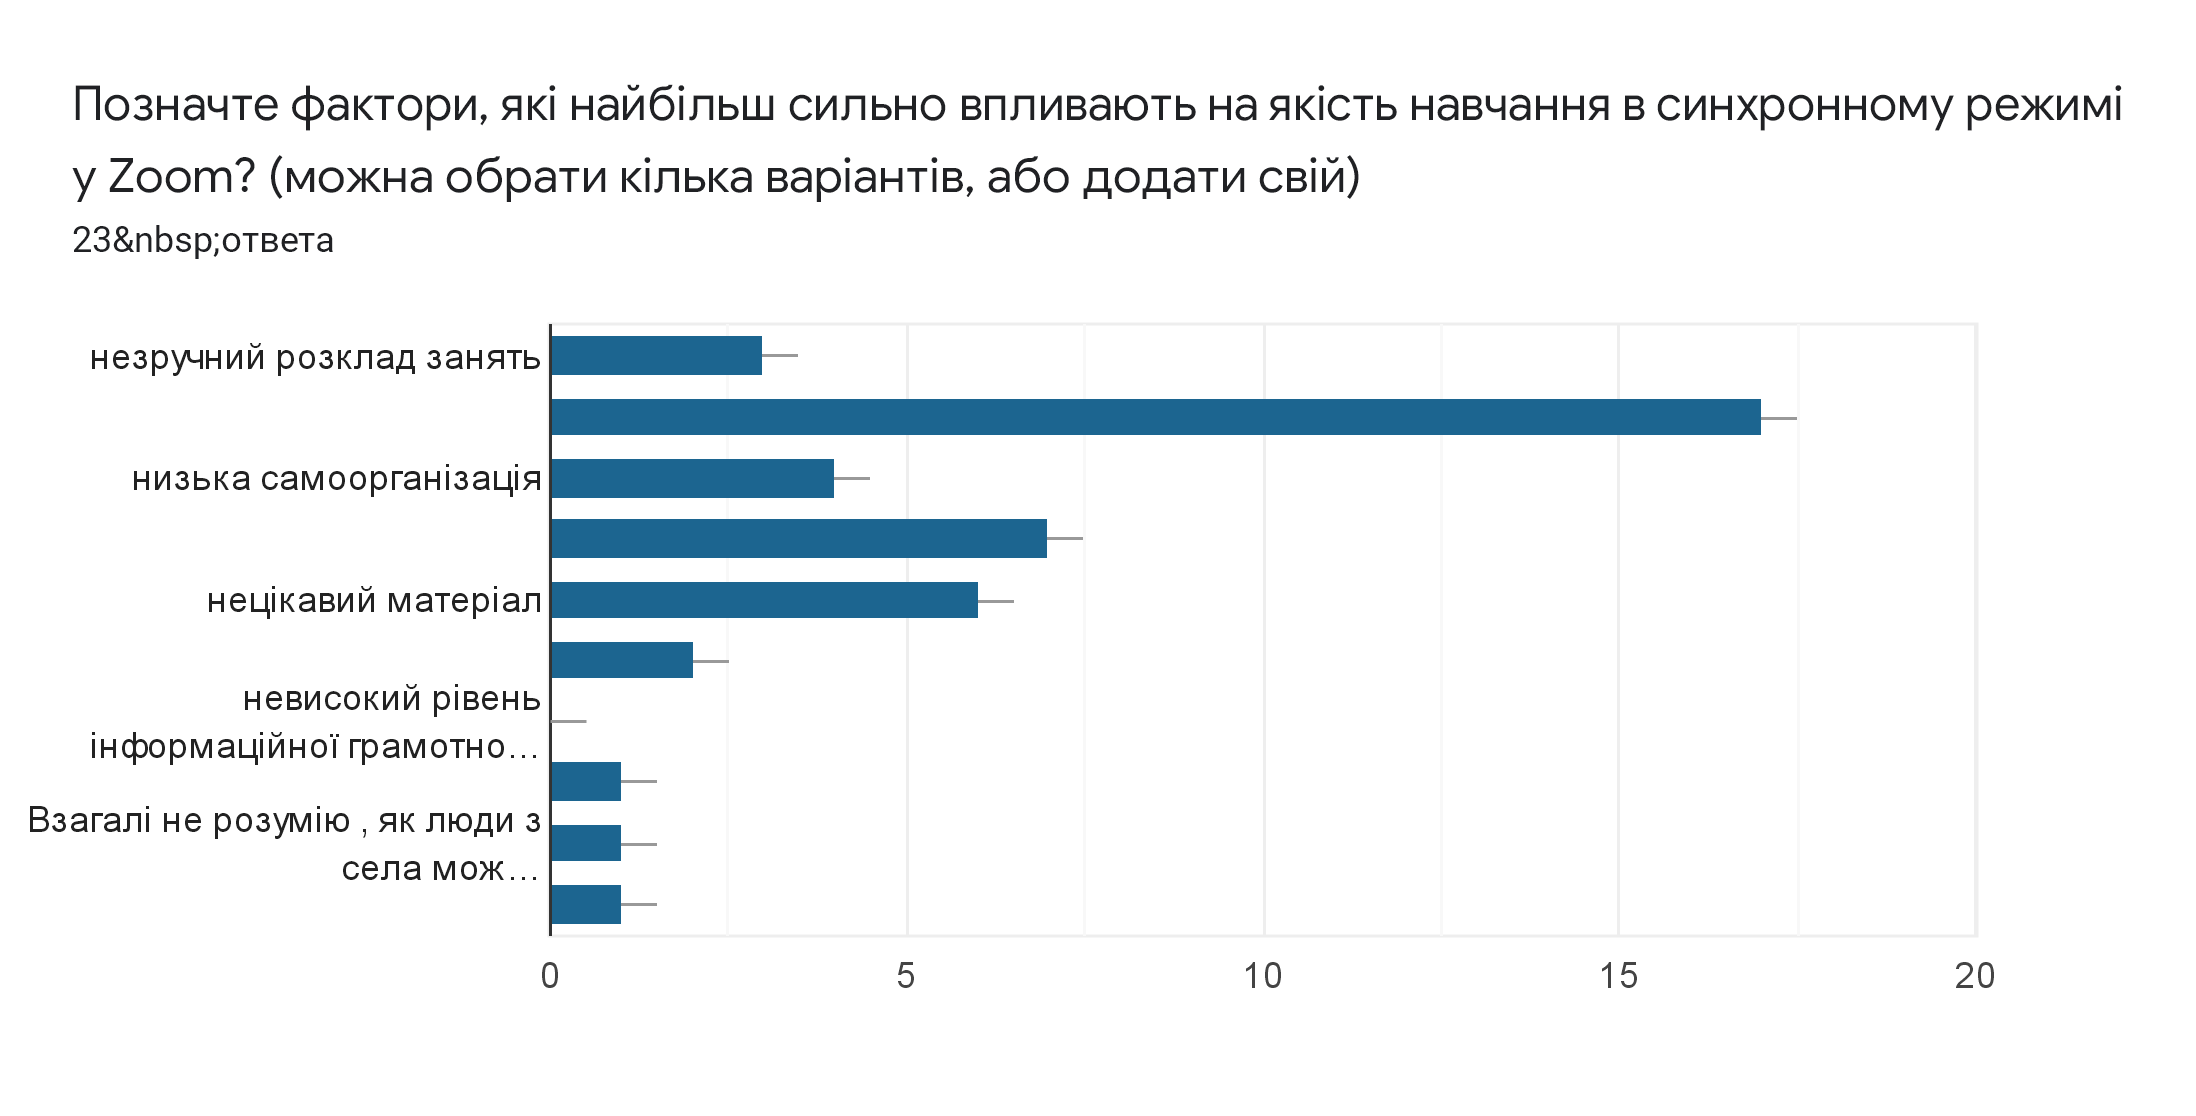 Позначте фактори, які найбільш сильно впливають на якість навчання в синхронному режимі
у Zoom? (можна обрати кілька варіантів, або додати свій)
23&nbsp;ответа
незручний розклад занять
низька самоорганізація
нецікавий матеріал
невисокий рівень
інформаційної грамотно…
Взагалі не розумію , як люди з
села мож…
0 5 10 15 20